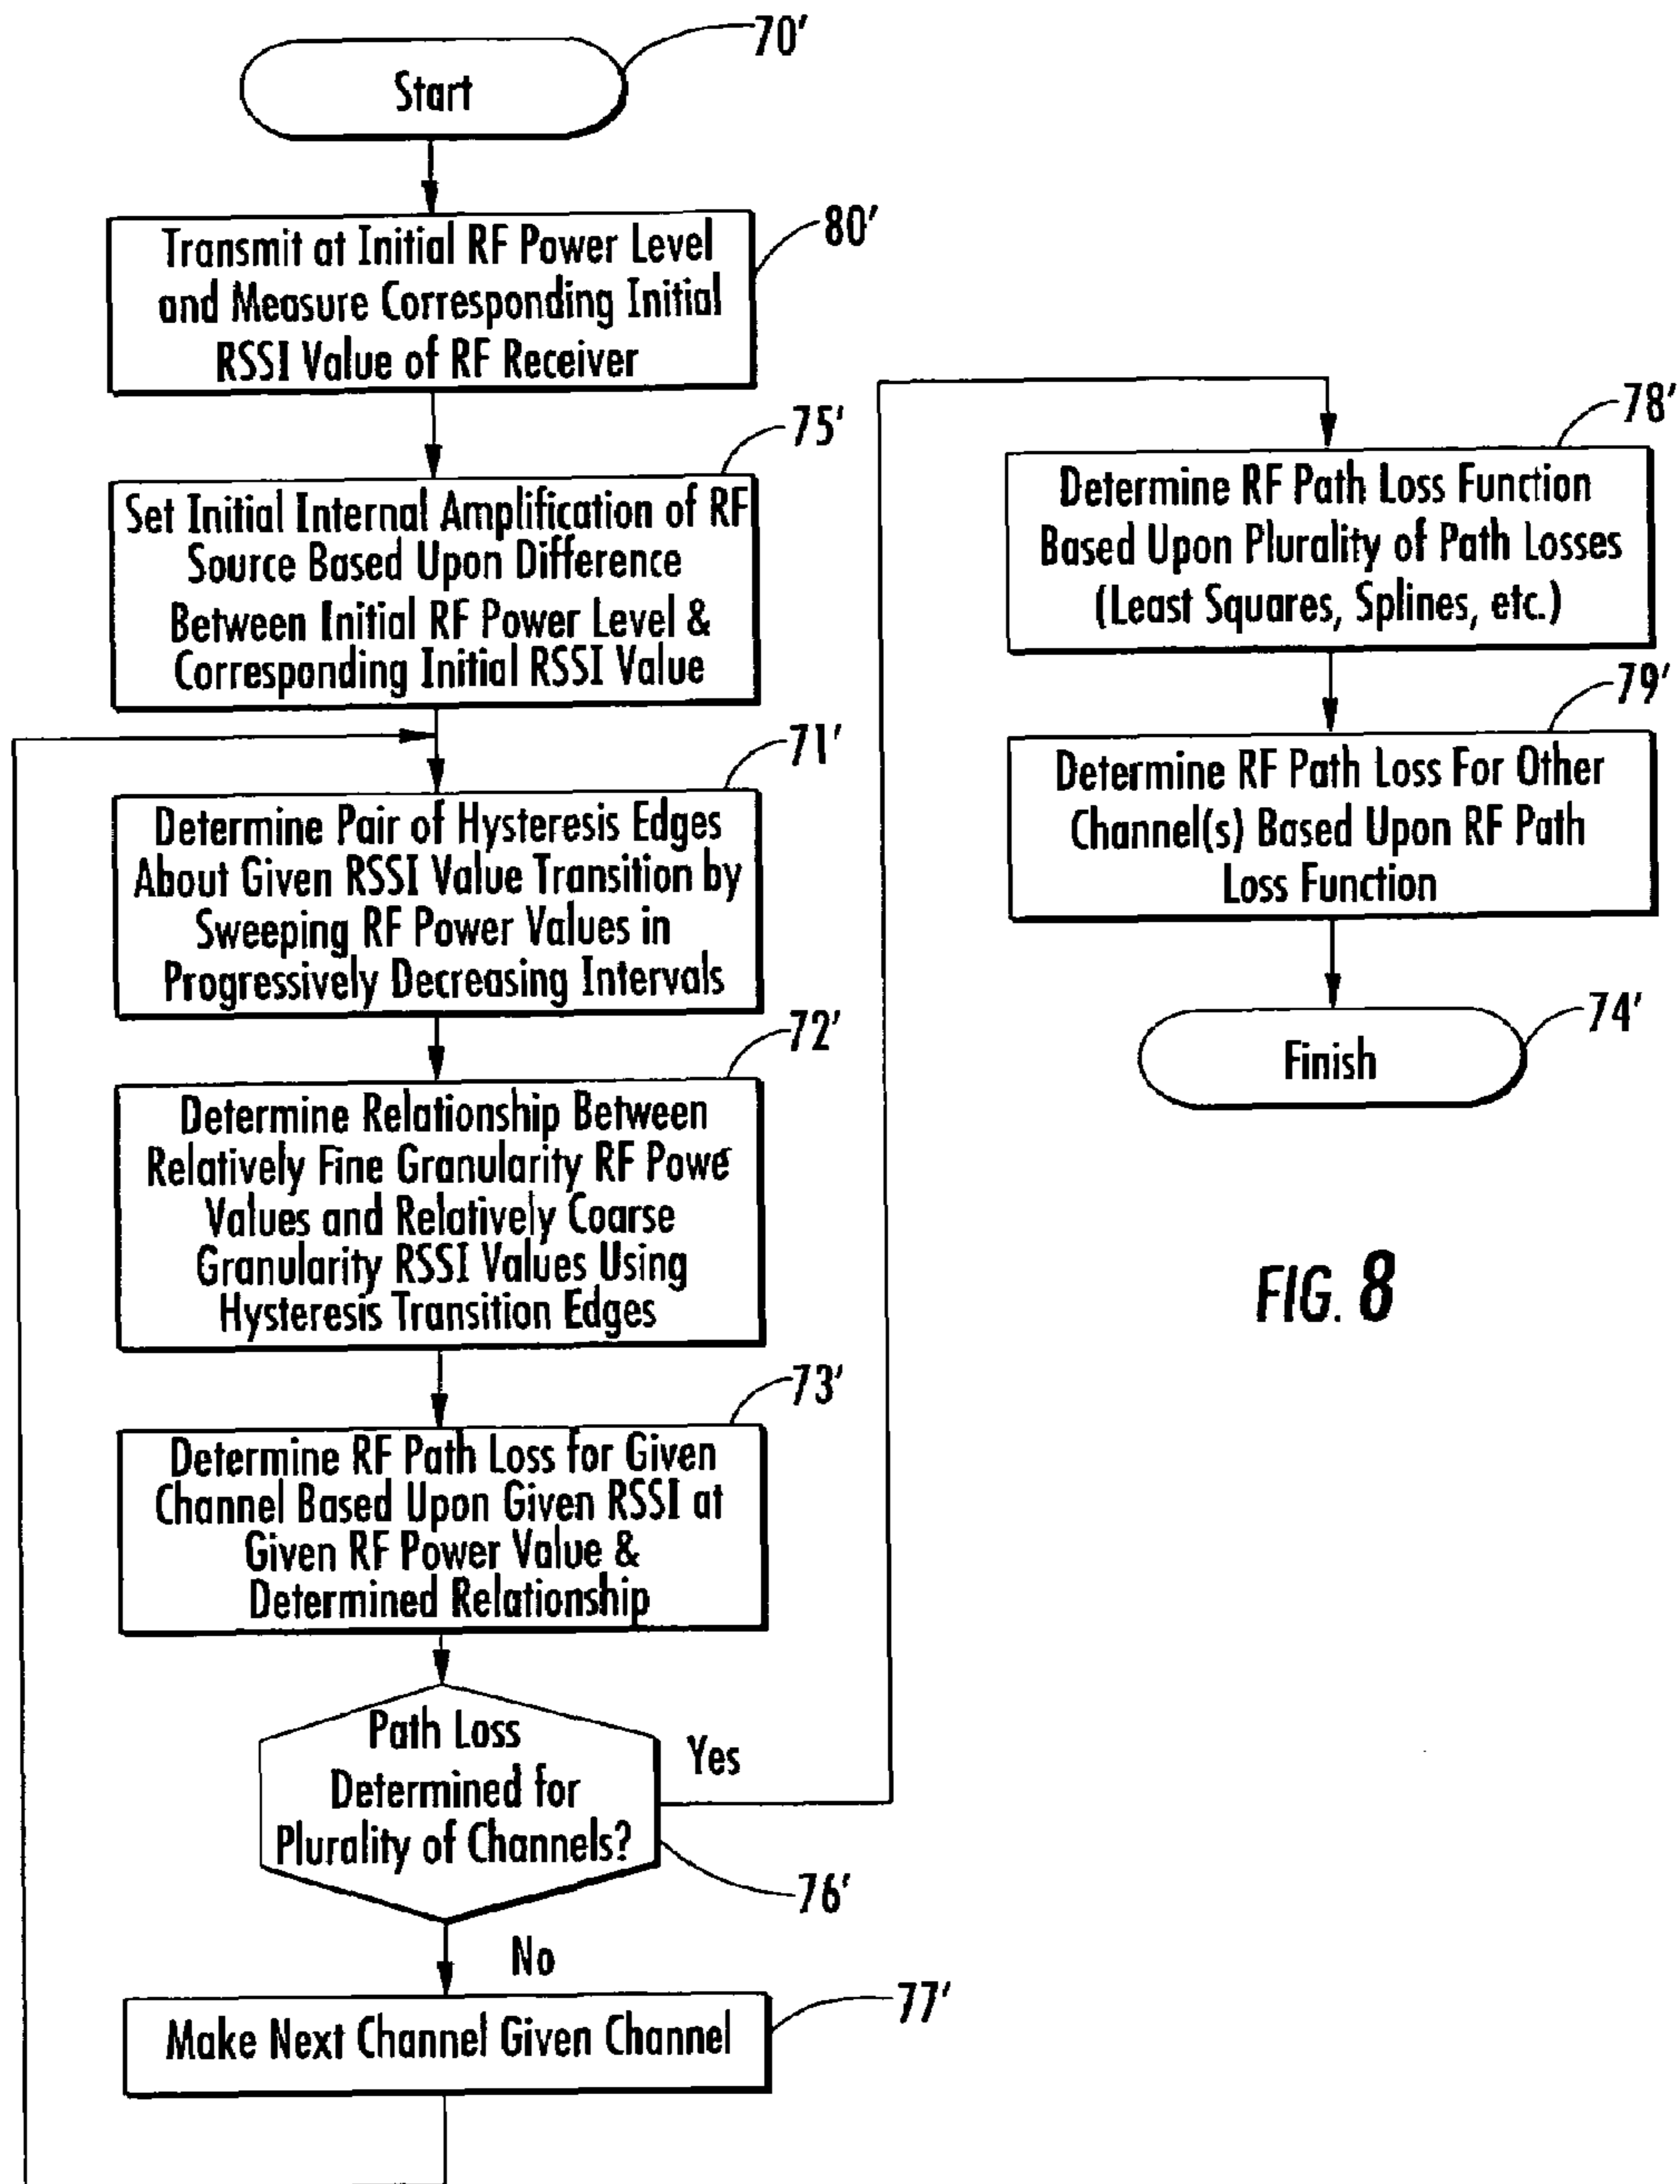 70'
Start
80'
Transmit at Initial RF Power Level
and Measure Corresponding Initial
RSSI Value of RF Receiver
75'
Set Initial Internal Amplification of RF
Source Based Upon Difference
Between Initial RF Power Level &
Corresponding Initial RSSI Value
71'
Determine Pair of Hysteresis Edges
About Given RSSI Value Transition by
Sweeping RF Power Values in
Progressively Decreasing Intervals
72'
Determine Relationship Between
Relatively Fine Granularity RF Powe
Values and Relatively Coarse
Granularity RSSI Values Using
Hysteresis Transition Edges
73'
Determine RF Path Loss for Given
Channel Based Upon Given RSSI at
Given RF Power Value &
Determined Relationship
Path Loss
Determined for
Plurality of Channels?
Yes
76'
No
77'
Make Next Channel Given Channel
78'
Determine RF Path Loss Function
Based Upon Plurality of Path Losses
(Least Squares, Splines, etc.)
79'
Determine RF Path Loss For Other
Channel(s) Based Upon RF Path
Loss Function
74'
Finish
FIG. 8